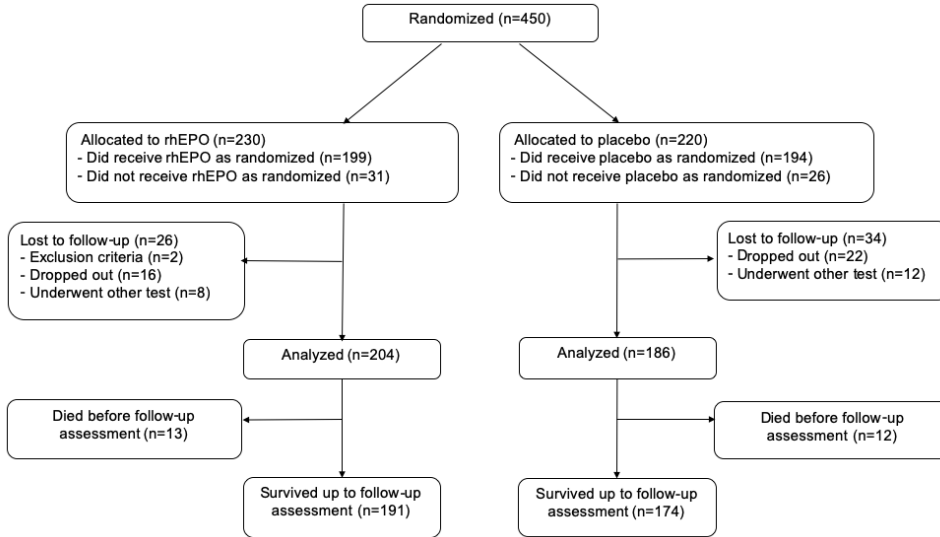 Randomized (n=450)
Allocated to rhEPO (n=230)
- Did receive rhEPO as randomized (n=199)
- Did not receive rhEPO as randomized (n=31)
Allocated to placebo (n=220)
- Did receive placebo as randomized (n=194)
- Did not receive placebo as randomized (n=26)
Lost to follow-up (n=26)
- Exclusion criteria (n=2)
- Dropped out (n=16)
- Underwent other test (n=8)
Lost to follow-up (n=34)
- Dropped out (n=22)
- Underwent other test (n=12)
Analyzed (n=204)
Analyzed (n=186)
Died before follow-up
assessment (n=13)
Died before follow-up
assessment (n=12)
Survived up to follow-up
assessment (n=191)
Survived up to follow-up
assessment (n=174)